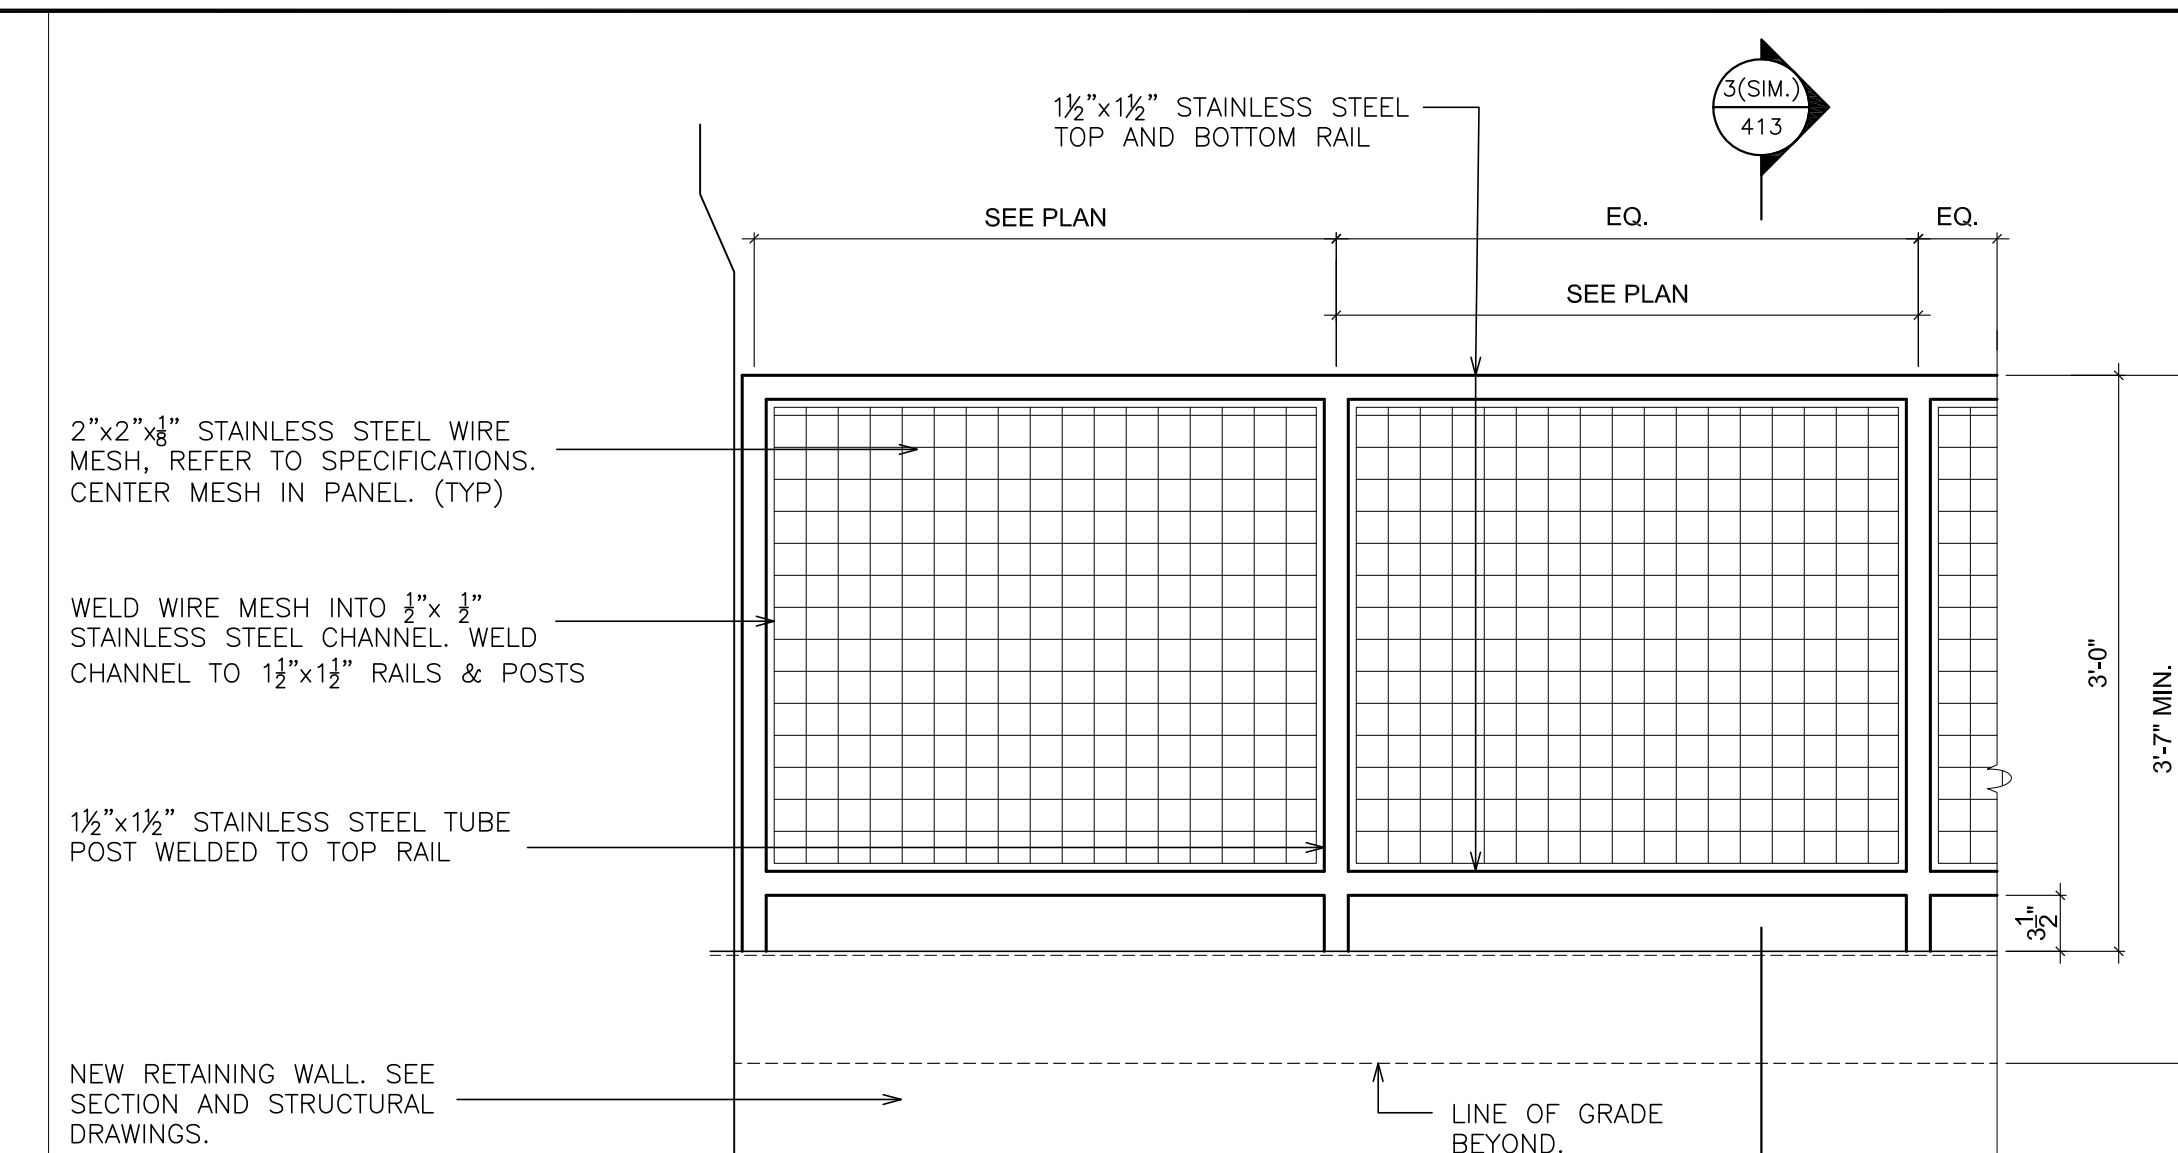 1½”x1½” STAINLESS STEEL
TOP AND BOTTOM RAIL
3(SIM.)
413
SEE PLAN
EQ.
EQ.
SEE PLAN
2”x2”x⅛” STAINLESS STEEL WIRE
MESH, REFER TO SPECIFICATIONS.
CENTER MESH IN PANEL. (TYP)
WELD WIRE MESH INTO ½”x ½”
STAINLESS STEEL CHANNEL. WELD
CHANNEL TO 1½”x1½” RAILS & POSTS
1½”x1½” STAINLESS STEEL TUBE
POST WELDED TO TOP RAIL
3'-0"
3'-7" MIN.
3½"
NEW RETAINING WALL. SEE
SECTION AND STRUCTURAL
DRAWINGS.
LINE OF GRADE
BEYOND.